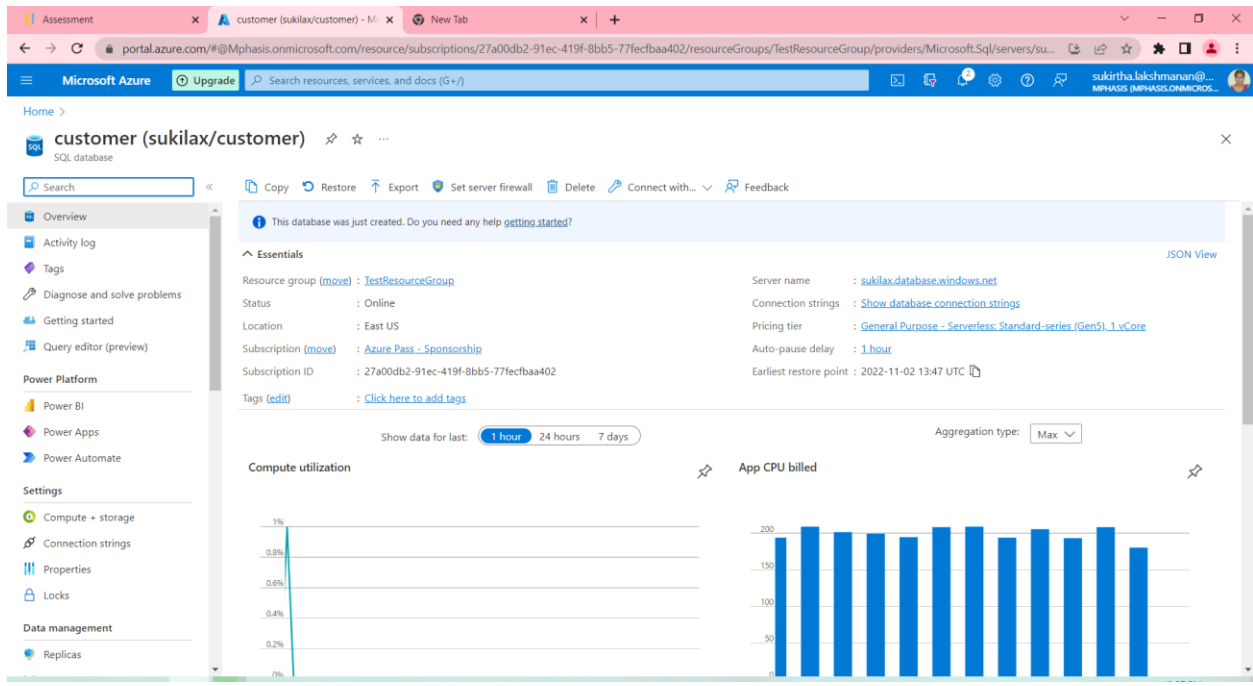 Assessment
customer (sukilax/customer) - Mi
New Tab
portal.azure.com/#@Mphasis.onmicrosoft.com/resource/subscriptions/27a00db2-91ec-419f-8bb5-77fecfbaa402/resourceGroups/TestResourceGroup/providers/Microsoft.Sql/servers/su...
Microsoft Azure
Upgrade
Search resources, services, and docs (G+/)
2
sukirtha.lakshmanan@...
MPHASIS (MPHASIS.ONMICROS...
Home >
SQL
customer (sukilax/customer)
SQL database
Search
Copy Restore Export Set server firewall Delete Connect with... Feedback
Overview
Activity log
Tags
Diagnose and solve problems
Getting started
Query editor (preview)
Power Platform
Power BI
Power Apps
Power Automate
Settings
Compute + storage
Connection strings
Properties
Locks
Data management
Replicas
This database was just created. Do you need any help getting started?
Essentials
JSON View
Resource group (move) : TestResourceGroup
Status : Online
Location : East US
Subscription (move) : Azure Pass - Sponsorship
Subscription ID : 27a00db2-91ec-419f-8bb5-77fecfbaa402
Tags (edit) : Click here to add tags
Server name : sukilax.database.windows.net
Connection strings : Show database connection strings
Pricing tier : General Purpose - Serverless: Standard-series (Gen5), 1 vCore
Auto-pause delay : 1 hour
Earliest restore point : 2022-11-02 13:47 UTC
Show data for last: 1 hour 24 hours 7 days
Aggregation type: Max
Compute utilization
1%
0.8%
0.6%
0.4%
0.2%
0%
App CPU billed
200
150
100
50
0